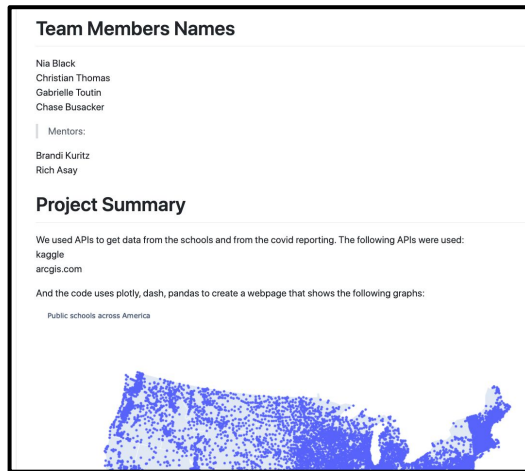 Team Members Names
Nia Black
Christian Thomas
Gabrielle Toutin
Chase Busacker
Mentors:
Brandi Kuritz
Rich Asay
Project Summary
We used APIs to get data from the schools and from the covid reporting. The following APIs were used:
kaggle
arcgis.com
And the code uses plotly, dash, pandas to create a webpage that shows the following graphs:
Public schools across America